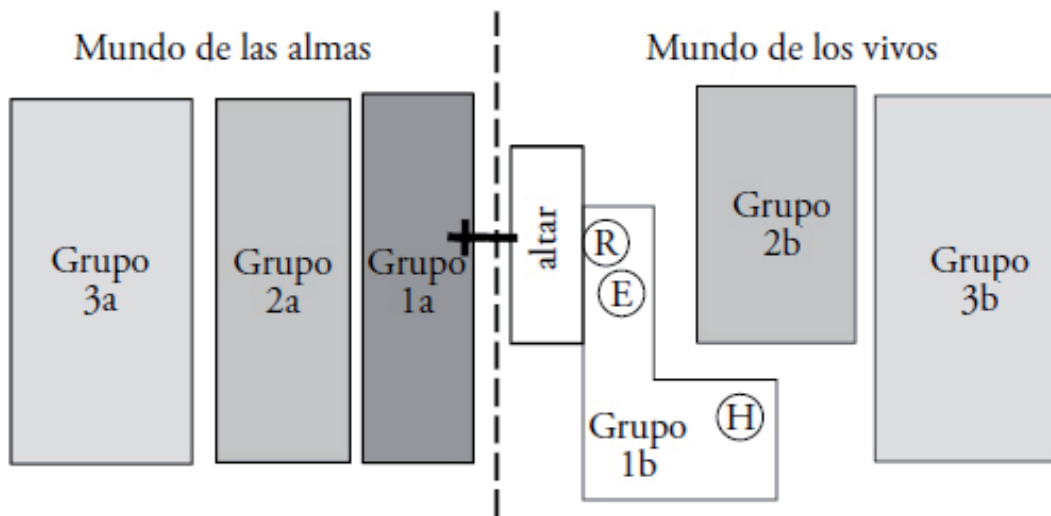 Mundo de las almas
Mundo de los vivos
Grupo
3a
Grupo
2a
Grupo
1a
altar
R
E
H
Grupo
1b
Grupo
2b
Grupo
3b